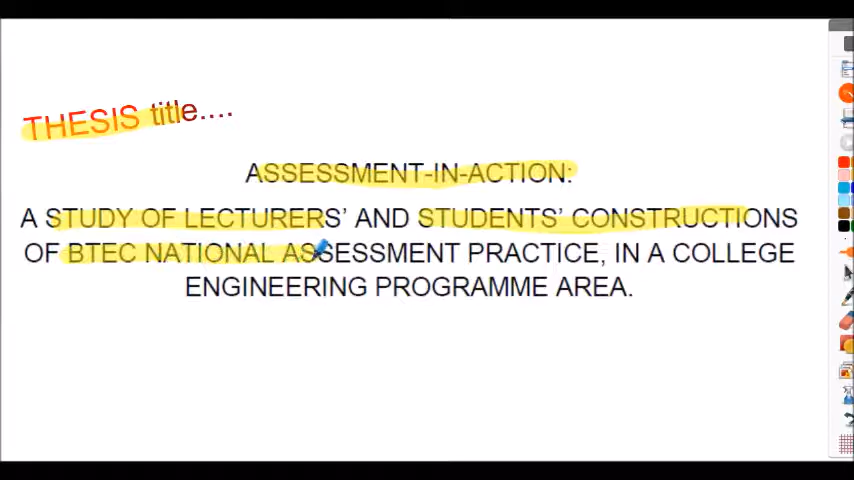 THESIS title....
ASSESSMENT-IN-ACTION:
A STUDY OF LECTURERS’ AND STUDENTS’ CONSTRUCTIONS
OF BTEC NATIONAL ASSESSMENT PRACTICE, IN A COLLEGE
ENGINEERING PROGRAMME AREA.